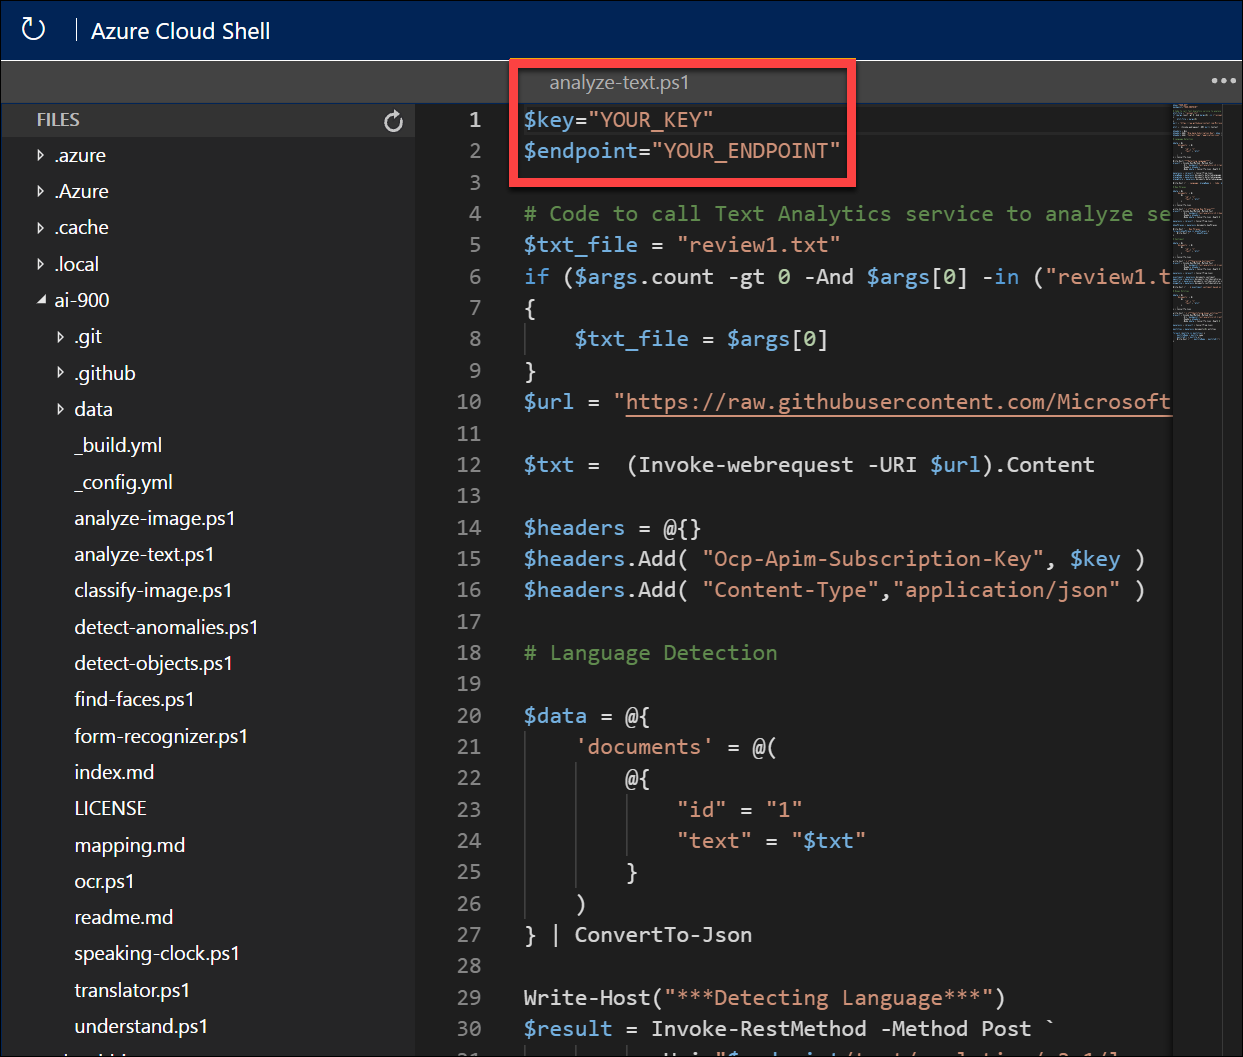 Azure Cloud Shell
analyze-text.ps1
FILES
.azure
.Azure
.cache
.local
ai-900
.git
.github
data
_build.yml
_config.yml
analyze-image.ps1
analyze-text.ps1
classify-image.ps1
detect-anomalies.ps1
detect-objects.ps1
find-faces.ps1
form-recognizer.ps1
index.md
LICENSE
mapping.md
ocr.ps1
readme.md
speaking-clock.ps1
translator.ps1
understand.ps1
1 $key="YOUR_KEY"
2 $endpoint="YOUR_ENDPOINT"
3
4 # Code to call Text Analytics service to analyze se
5 $txt_file = "review1.txt"
6 if ($args.count -gt 0 -And $args[0] -in ("review1.t
7 {
8     $txt_file = $args[0]
9 }
10 $url = "https://raw.githubusercontent.com/Microsoft
11
12 $txt =  (Invoke-webrequest -URI $url).Content
13
14 $headers = @{}
15 $headers.Add( "Ocp-Apim-Subscription-Key", $key )
16 $headers.Add( "Content-Type","application/json" )
17
18 # Language Detection
19
20 $data = @{
21     'documents' = @(
22         @{
23             "id" = "1"
24             "text" = "$txt"
25         }
26     )
27 } | ConvertTo-Json
28
29 Write-Host("***Detecting Language***")
30 $result = Invoke-RestMethod -Method Post `